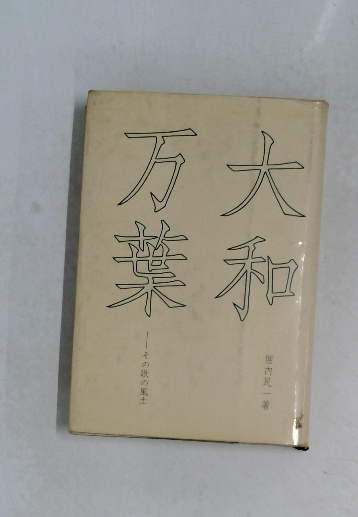 大和
万葉
──その歌の風土
堀内民一著